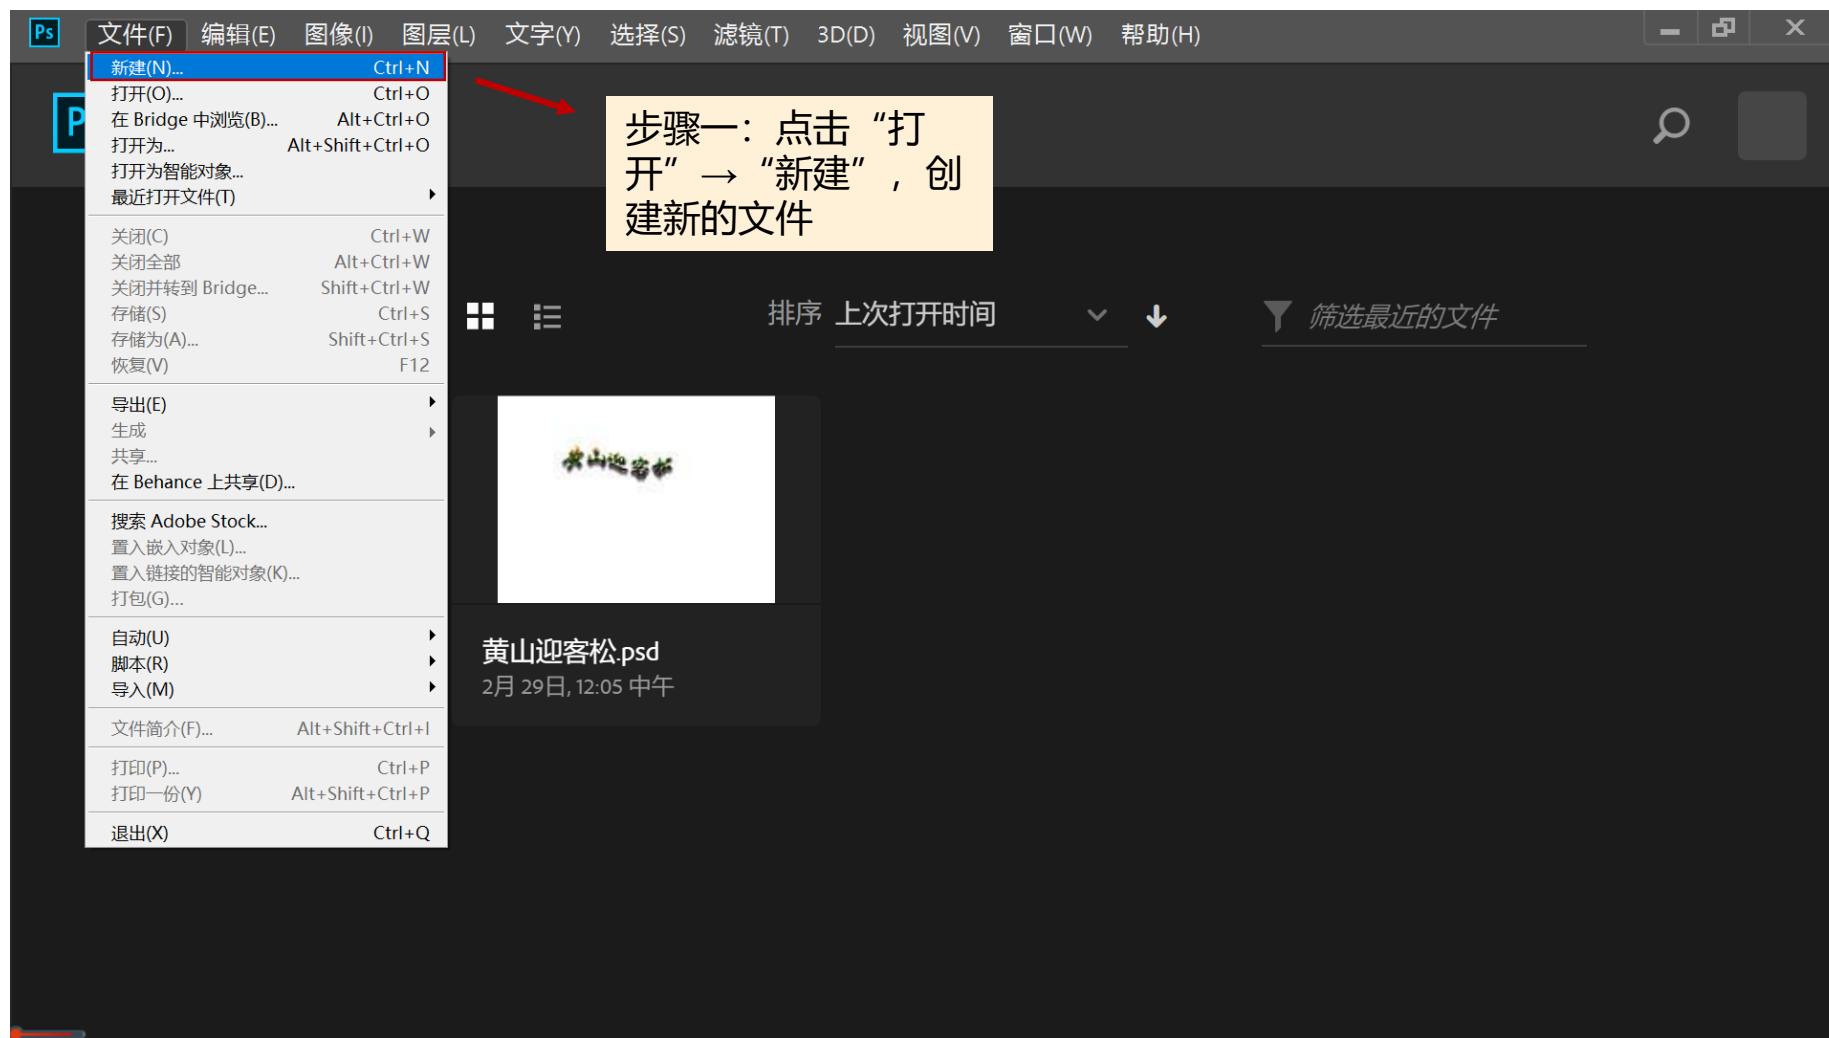 Ps 文件(F) 编辑(E) 图像(I) 图层(L) 文字(Y) 选择(S) 滤镜(T) 3D(D) 视图(V) 窗口(W) 帮助(H)
新建(N)... Ctrl+N
打开(O)... Ctrl+O
在 Bridge 中浏览(B)... Alt+Ctrl+O
打开为... Alt+Shift+Ctrl+O
打开为智能对象...
最近打开文件(T)
关闭(C) Ctrl+W
关闭全部 Alt+Ctrl+W
关闭并转到 Bridge... Shift+Ctrl+W
存储(S) Ctrl+S
存储为(A)... Shift+Ctrl+S
恢复(V) F12
导出(E)
生成
共享...
在 Behance 上共享(D)...
搜索 Adobe Stock...
置入嵌入对象(L)...
置入链接的智能对象(K)...
打包(G)...
自动(U)
脚本(R)
导入(M)
文件简介(F)... Alt+Shift+Ctrl+I
打印(P)... Ctrl+P
打印一份(Y) Alt+Shift+Ctrl+P
退出(X) Ctrl+Q
步骤一：点击“打
开”→“新建”，创
建新的文件
排序 上次打开时间
筛选最近的文件
黄山迎客松
黄山迎客松.psd
2月 29日, 12:05 中午